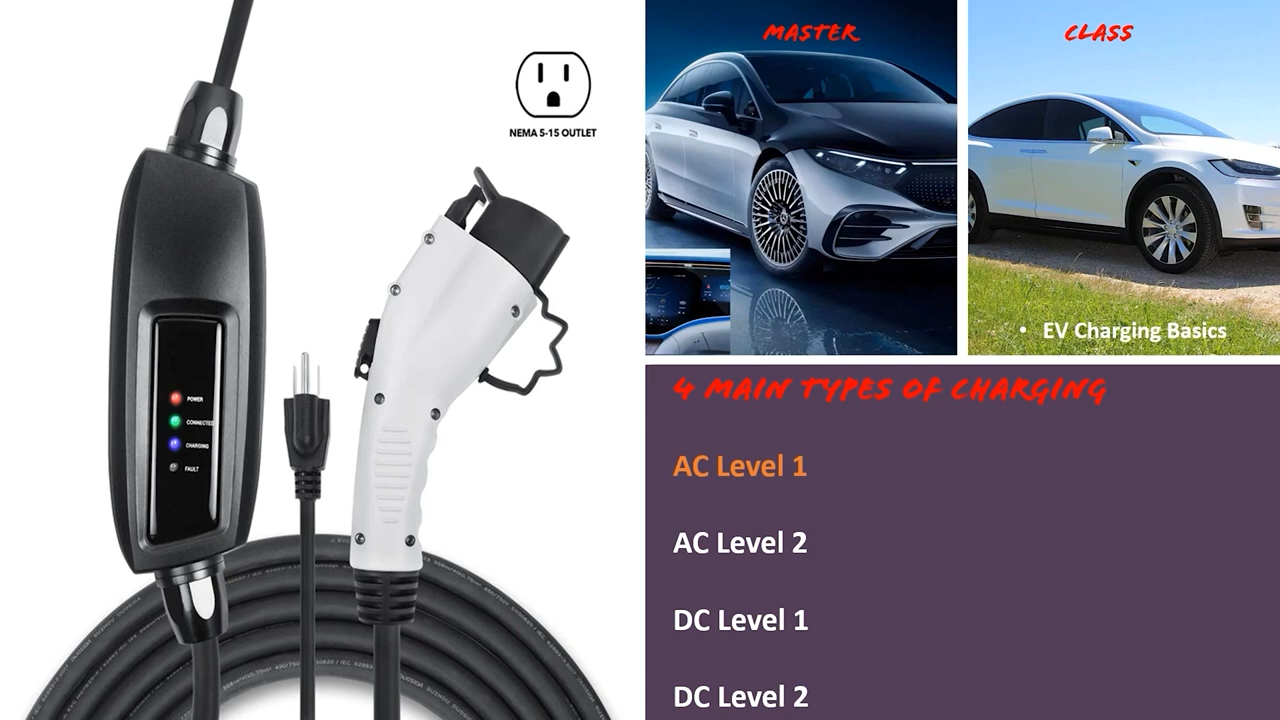 NEMA 5-15 OUTLET
POWER
CONNECTED
CHARGING
FAULT
MASTER
CLASS
• EV Charging Basics
4 MAIN TYPES OF CHARGING
AC Level 1
AC Level 2
DC Level 1
DC Level 2